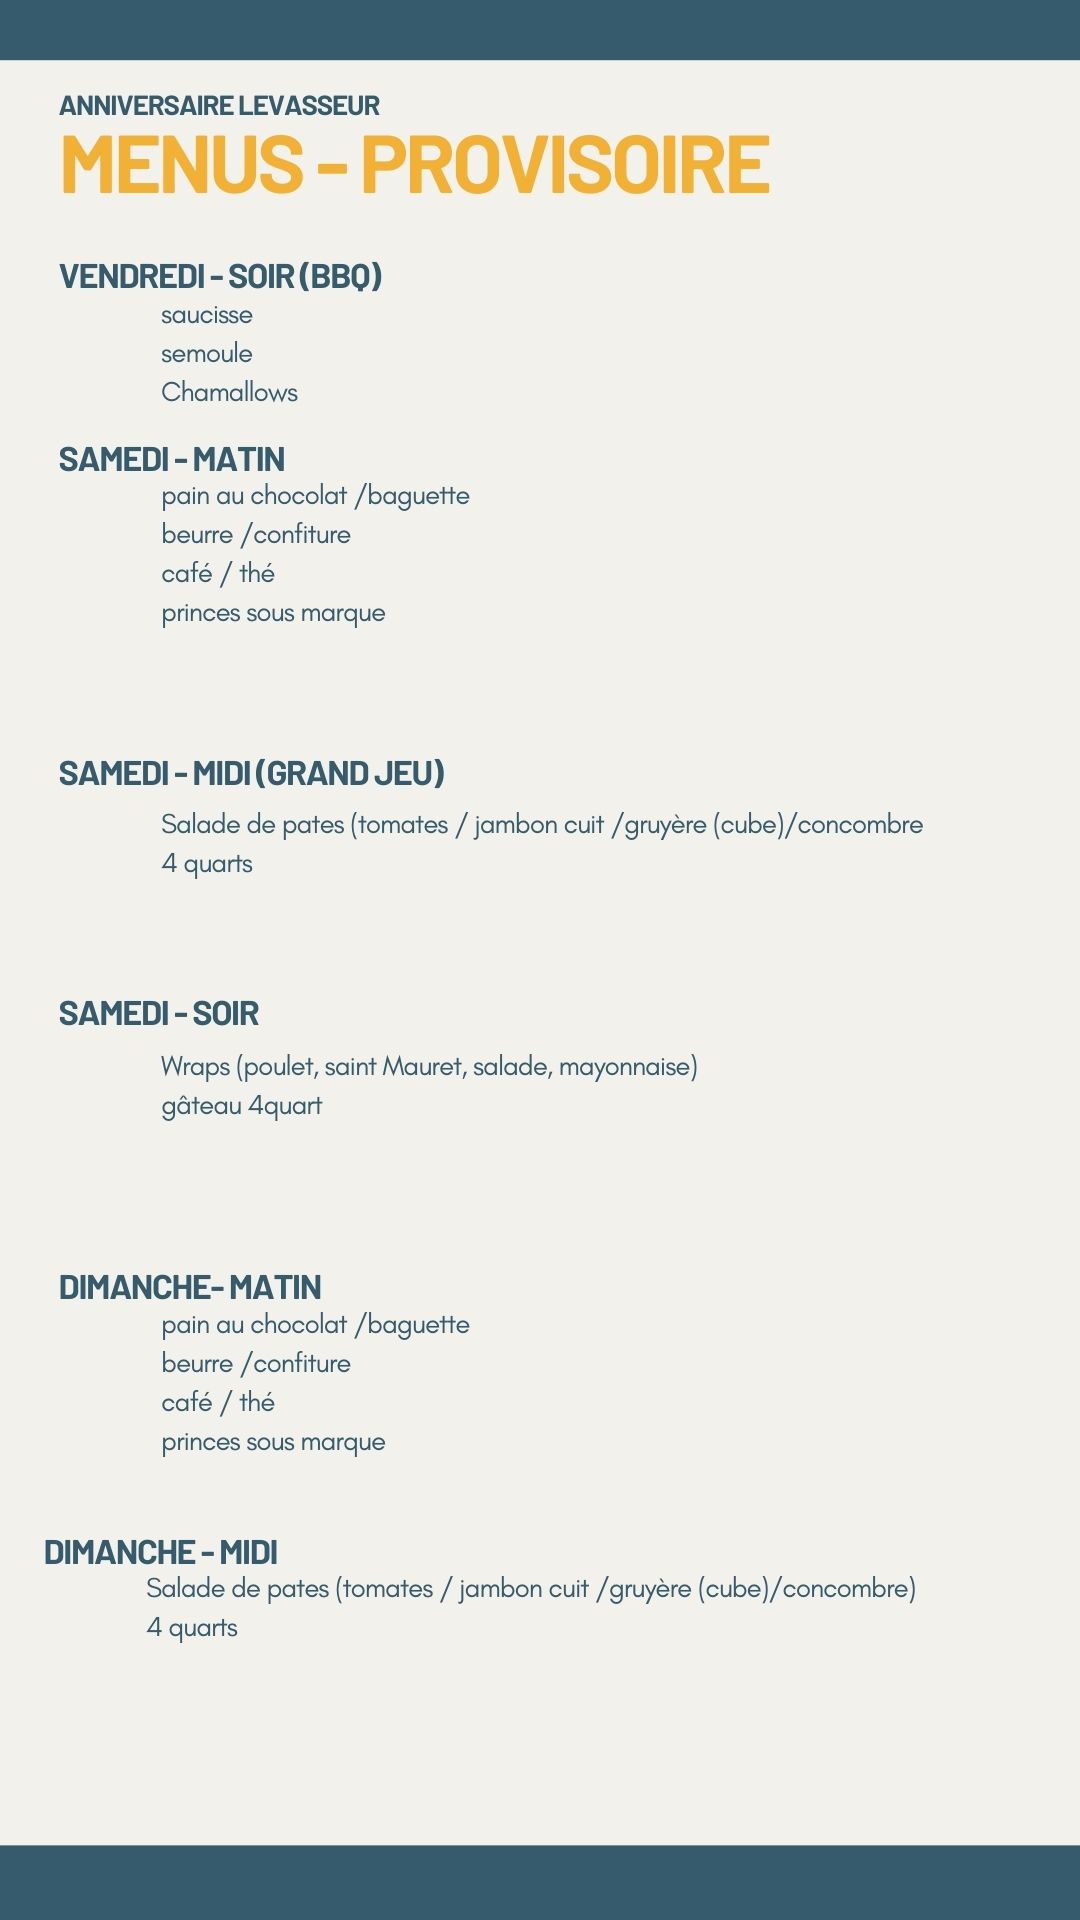 ANNIVERSAIRE LEVASSEUR
MENUS - PROVISOIRE
VENDREDI - SOIR (BBQ)
saucisse
semoule
Chamallows
SAMEDI - MATIN
pain au chocolat /baguette
beurre /confiture
café / thé
princes sous marque
SAMEDI - MIDI (GRAND JEU)
Salade de pates (tomates / jambon cuit /gruyère (cube)/concombre
4 quarts
SAMEDI - SOIR
Wraps (poulet, saint Mauret, salade, mayonnaise)
gâteau 4quart
DIMANCHE- MATIN
pain au chocolat /baguette
beurre /confiture
café / thé
princes sous marque
DIMANCHE - MIDI
Salade de pates (tomates / jambon cuit /gruyère (cube)/concombre)
4 quarts